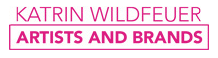 KATRIN WILDFEUER
ARTISTS AND BRANDS